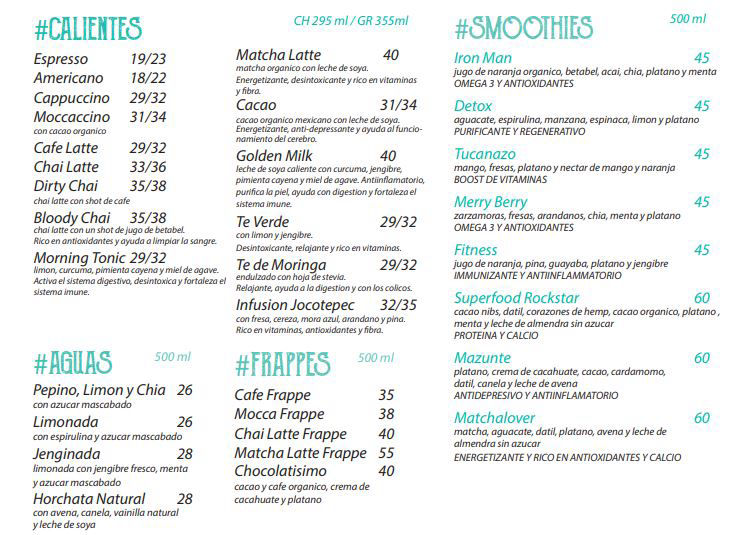 #CALIENTES
CH 295 ml / GR 355ml
Espresso 19/23
Americano 18/22
Cappuccino 29/32
Moccaccino 31/34
con cacao organico
Cafe Latte 29/32
Chai Latte 33/36
Dirty Chai 35/38
chai latte con shot de cafe
Bloody Chai 35/38
chai latte con un shot de jugo de betabel.
Rico en antioxidantes y ayuda a limpiar la sangre.
Morning Tonic 29/32
limon, curcuma, pimienta cayena y miel de agave.
Activa el sistema digestivo, desintoxica y fortalece el
sistema imune.
Matcha Latte 40
matcha organico con leche de soya.
Energetizante, desintoxicante y rico en vitaminas
y fibra.
Cacao 31/34
cacao organico mexicano con leche de soya.
Energetizante, anti-depressante y ayuda al funcio-
namiento del cerebro.
Golden Milk 40
leche de soya caliente con curcuma, jengibre,
pimienta cayena y miel de agave. Antiinflamatorio,
purifica la piel, ayuda con digestion y fortaleza el
sistema imune.
Te Verde 29/32
con limon y jengibre.
Desintoxicante, relajante y rico en vitaminas.
Te de Moringa 29/32
endulzado con hoja de stevia.
Relajante, ayuda a la digestion y con los colicos.
Infusion Jocotepec 32/35
con fresa, cereza, mora azul, arandano y pina.
Rico en vitaminas, antioxidantes y fibra.
#AGUAS 500 ml
Pepino, Limon y Chia 26
con azucar mascabado
Limonada 26
con espirulina y azucar mascabado
Jenginada 28
limonada con jengibre fresco, menta
y azucar mascabado
Horchata Natural 28
con avena, canela, vainilla natural
y leche de soya
#FRAPPES 500 ml
Cafe Frappe 35
Mocca Frappe 38
Chai Latte Frappe 40
Matcha Latte Frappe 55
Chocolatisimo 40
cacao y cafe organico, crema de
cacahuate y platano
#SMOOTHIES 500 ml
Iron Man 45
jugo de naranja organico, betabel, acai, chia, platano y menta
OMEGA 3 Y ANTIOXIDANTES
Detox 45
aguacate, espirulina, manzana, espinaca, limon y platano
PURIFICANTE Y REGENERATIVO
Tucanazo 45
mango, fresas, platano y nectar de mango y naranja
BOOST DE VITAMINAS
Merry Berry 45
zarzamoras, fresas, arandanos, chia, menta y platano
OMEGA 3 Y ANTIOXIDANTES
Fitness 45
jugo de naranja, pina, guayaba, platano y jengibre
IMMUNIZANTE Y ANTIINFLAMMATORIO
Superfood Rockstar 60
cacao nibs, datil, corazones de hemp, cacao organico, platano ,
menta y leche de almendra sin azucar
PROTEINA Y CALCIO
Mazunte 60
platano, crema de cacahuate, cacao, cardamomo,
datil, canela y leche de avena
ANTIDEPRESIVO Y ANTIINFLAMATORIO
Matchalover 60
matcha, aguacate, datil, platano, avena y leche de
almendra sin azucar
ENERGETIZANTE Y RICO EN ANTIOXIDANTES Y CALCIO